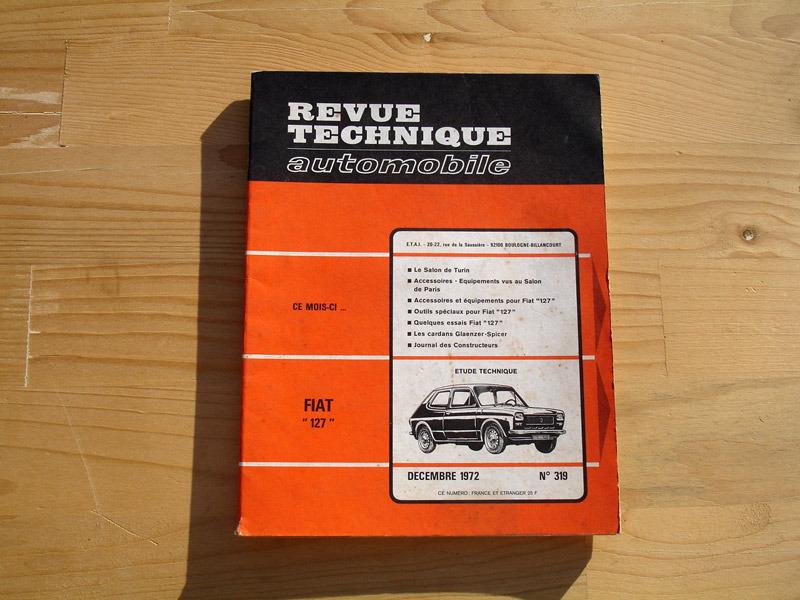 REVUE
TECHNIQUE
automobile
E.T.A.I. - 20-22, rue de la Saussière - 92100 BOULOGNE-BILLANCOURT
■ Le Salon de Turin
■ Accessoires - Equipements vus au Salon
de Paris
■ Accessoires et équipements pour Fiat "127"
■ Outils spéciaux pour Fiat "127"
■ Quelques essais Fiat "127"
■ Les cardans Glaenzer-Spicer
■ Journal des Constructeurs
CE MOIS-CI ...
ETUDE TECHNIQUE
FIAT
"127"
DECEMBRE 1972 N° 319
CE NUMERO : FRANCE ET ETRANGER 20 F